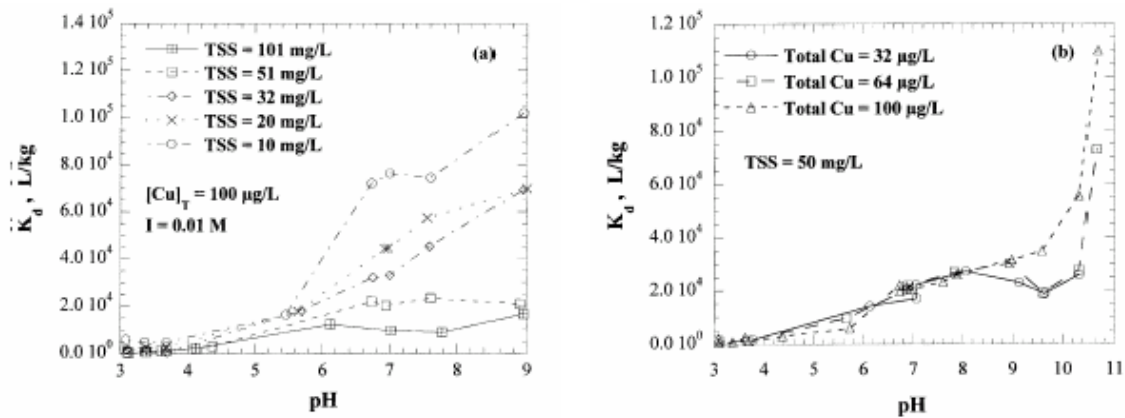 1.4 10⁵
1.2 10⁵
1.0 10⁵
8.0 10⁴
6.0 10⁴
4.0 10⁴
2.0 10⁴
0.0 10⁰
K_d , L/kg
TSS = 101 mg/L
TSS = 51 mg/L
TSS = 32 mg/L
TSS = 20 mg/L
TSS = 10 mg/L
(a)
[Cu]_T = 100 µg/L
I = 0.01 M
3 4 5 6 7 8 9
pH
1.2 10⁵
1.0 10⁵
8.0 10⁴
6.0 10⁴
4.0 10⁴
2.0 10⁴
0.0 10⁰
K_d , L/kg
Total Cu = 32 µg/L
Total Cu = 64 µg/L
Total Cu = 100 µg/L
(b)
TSS = 50 mg/L
3 4 5 6 7 8 9 10 11
pH